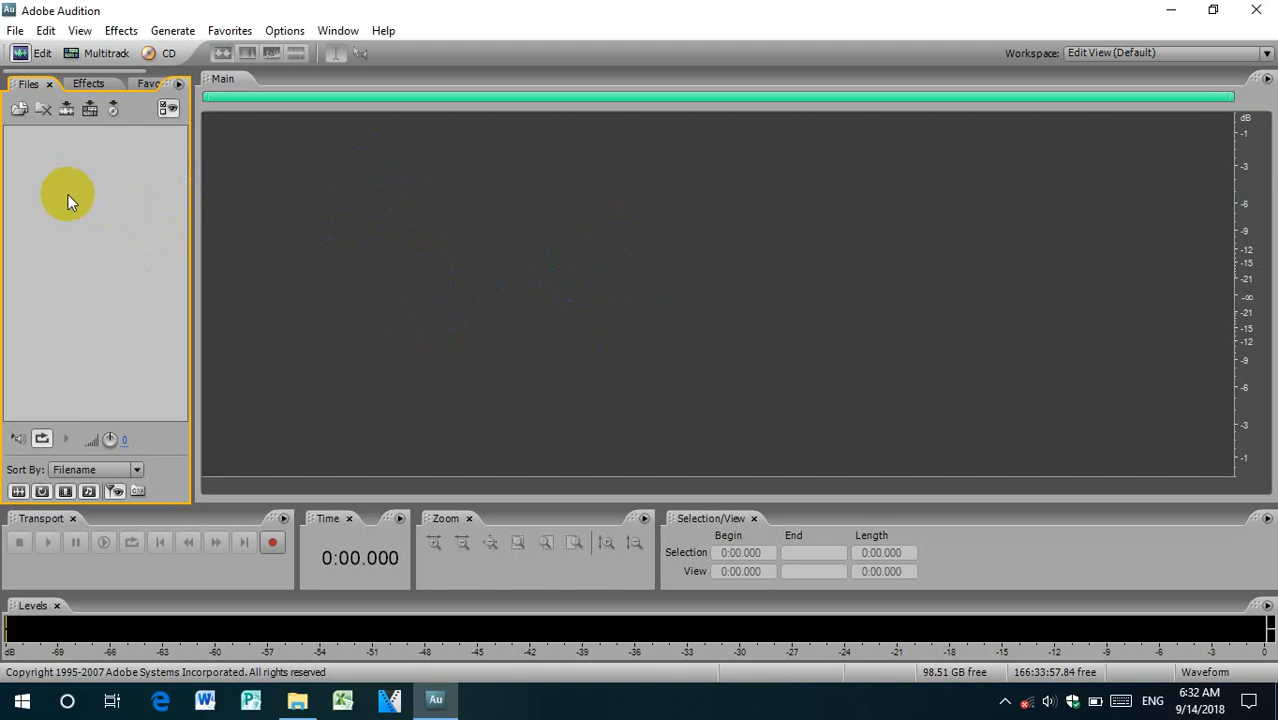 Au Adobe Audition
File Edit View Effects Generate Favorites Options Window Help
Edit Multitrack CD Workspace: Edit View (Default)
Files Effects Favo Main
dB
-1
-3
-6
-9
-12
-15
-21
-∞
-21
-15
-12
-9
-6
-3
-1
0
Sort By: Filename
Transport Time Zoom Selection/View
Begin End Length
0:00.000
Selection 0:00.000 0:00.000
View 0:00.000 0:00.000
Levels
dB -69 -66 -63 -60 -57 -54 -51 -48 -45 -42 -39 -36 -33 -30 -27 -24 -21 -18 -15 -12 -9 -6 -3 0
Copyright 1995-2007 Adobe Systems Incorporated. All rights reserved 98.51 GB free 166:33:57.84 free Waveform
Au ENG 6:32 AM
9/14/2018